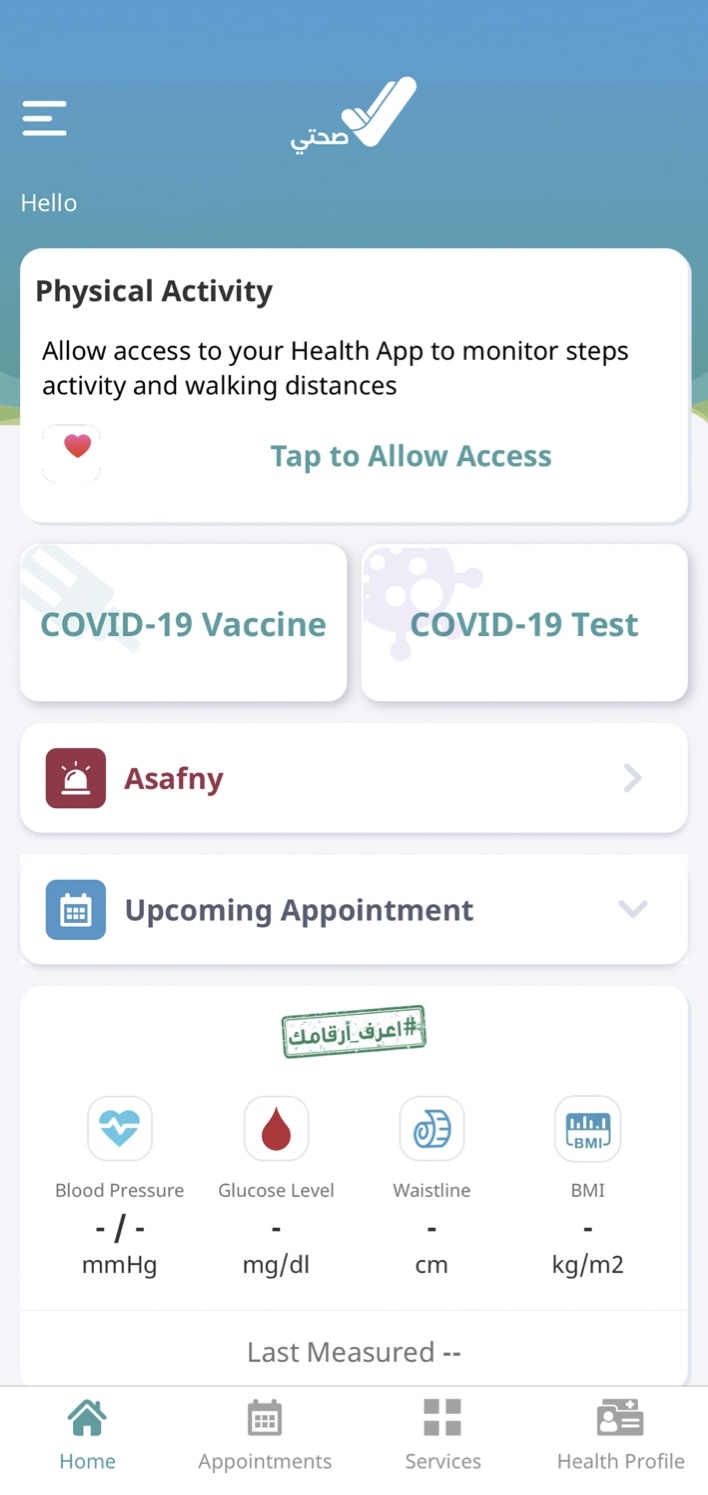 صحتي
Hello
Physical Activity
Allow access to your Health App to monitor steps
activity and walking distances
Tap to Allow Access
COVID-19 Vaccine
COVID-19 Test
Asafny
Upcoming Appointment
#اعرف_أرقامك
Blood Pressure
Glucose Level
Waistline
BMI
BMI
- / -
-
-
-
mmHg
mg/dl
cm
kg/m2
Last Measured --
Home
Appointments
Services
Health Profile